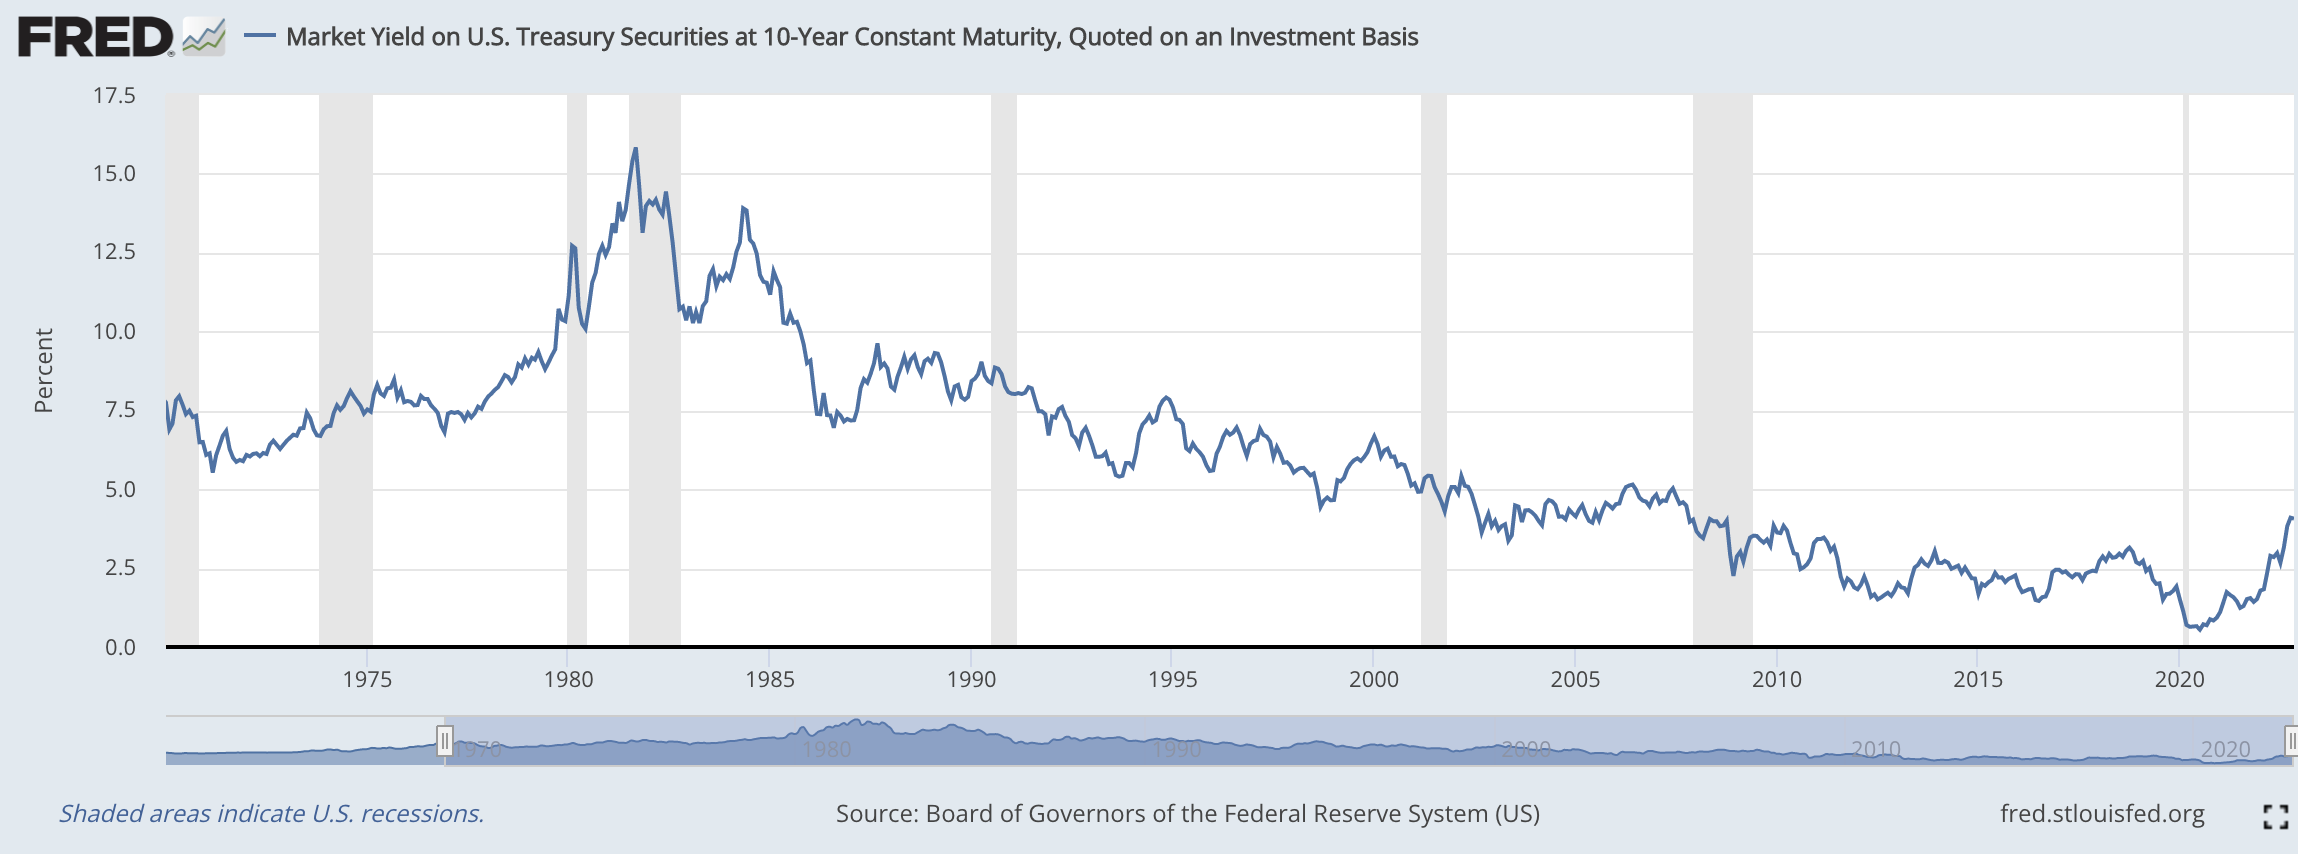 FRED
Market Yield on U.S. Treasury Securities at 10-Year Constant Maturity, Quoted on an Investment Basis
17.5
15.0
12.5
10.0
7.5
5.0
2.5
0.0
Percent
1975 1980 1985 1990 1995 2000 2005 2010 2015 2020
1970 1980 1990 2000 2010 2020
Shaded areas indicate U.S. recessions. Source: Board of Governors of the Federal Reserve System (US) fred.stlouisfed.org